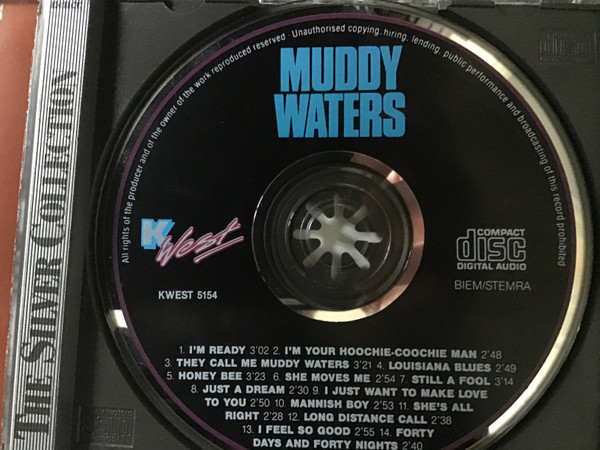 All rights of the producer and of the owner of the work reproduced reserved · Unauthorised copying, hiring, lending, public performance and broadcasting of this record prohibited
MUDDY
WATERS
THE SILVER COLLECTION
K West
KWEST 5154
COMPACT
disc
DIGITAL AUDIO
BIEM/STEMRA
1. I'M READY 3'02 2. I'M YOUR HOOCHIE-COOCHIE MAN 2'48
3. THEY CALL ME MUDDY WATERS 3'21 4. LOUISIANA BLUES 2'49
5. HONEY BEE 3'23 6. SHE MOVES ME 2'54 7. STILL A FOOL 3'14
8. JUST A DREAM 2'30 9. I JUST WANT TO MAKE LOVE
TO YOU 2'50 10. MANNISH BOY 2'53 11. SHE'S ALL
RIGHT 2'28 12. LONG DISTANCE CALL 2'38
13. I FEEL SO GOOD 2'55 14. FORTY
DAYS AND FORTY NIGHTS 2'40